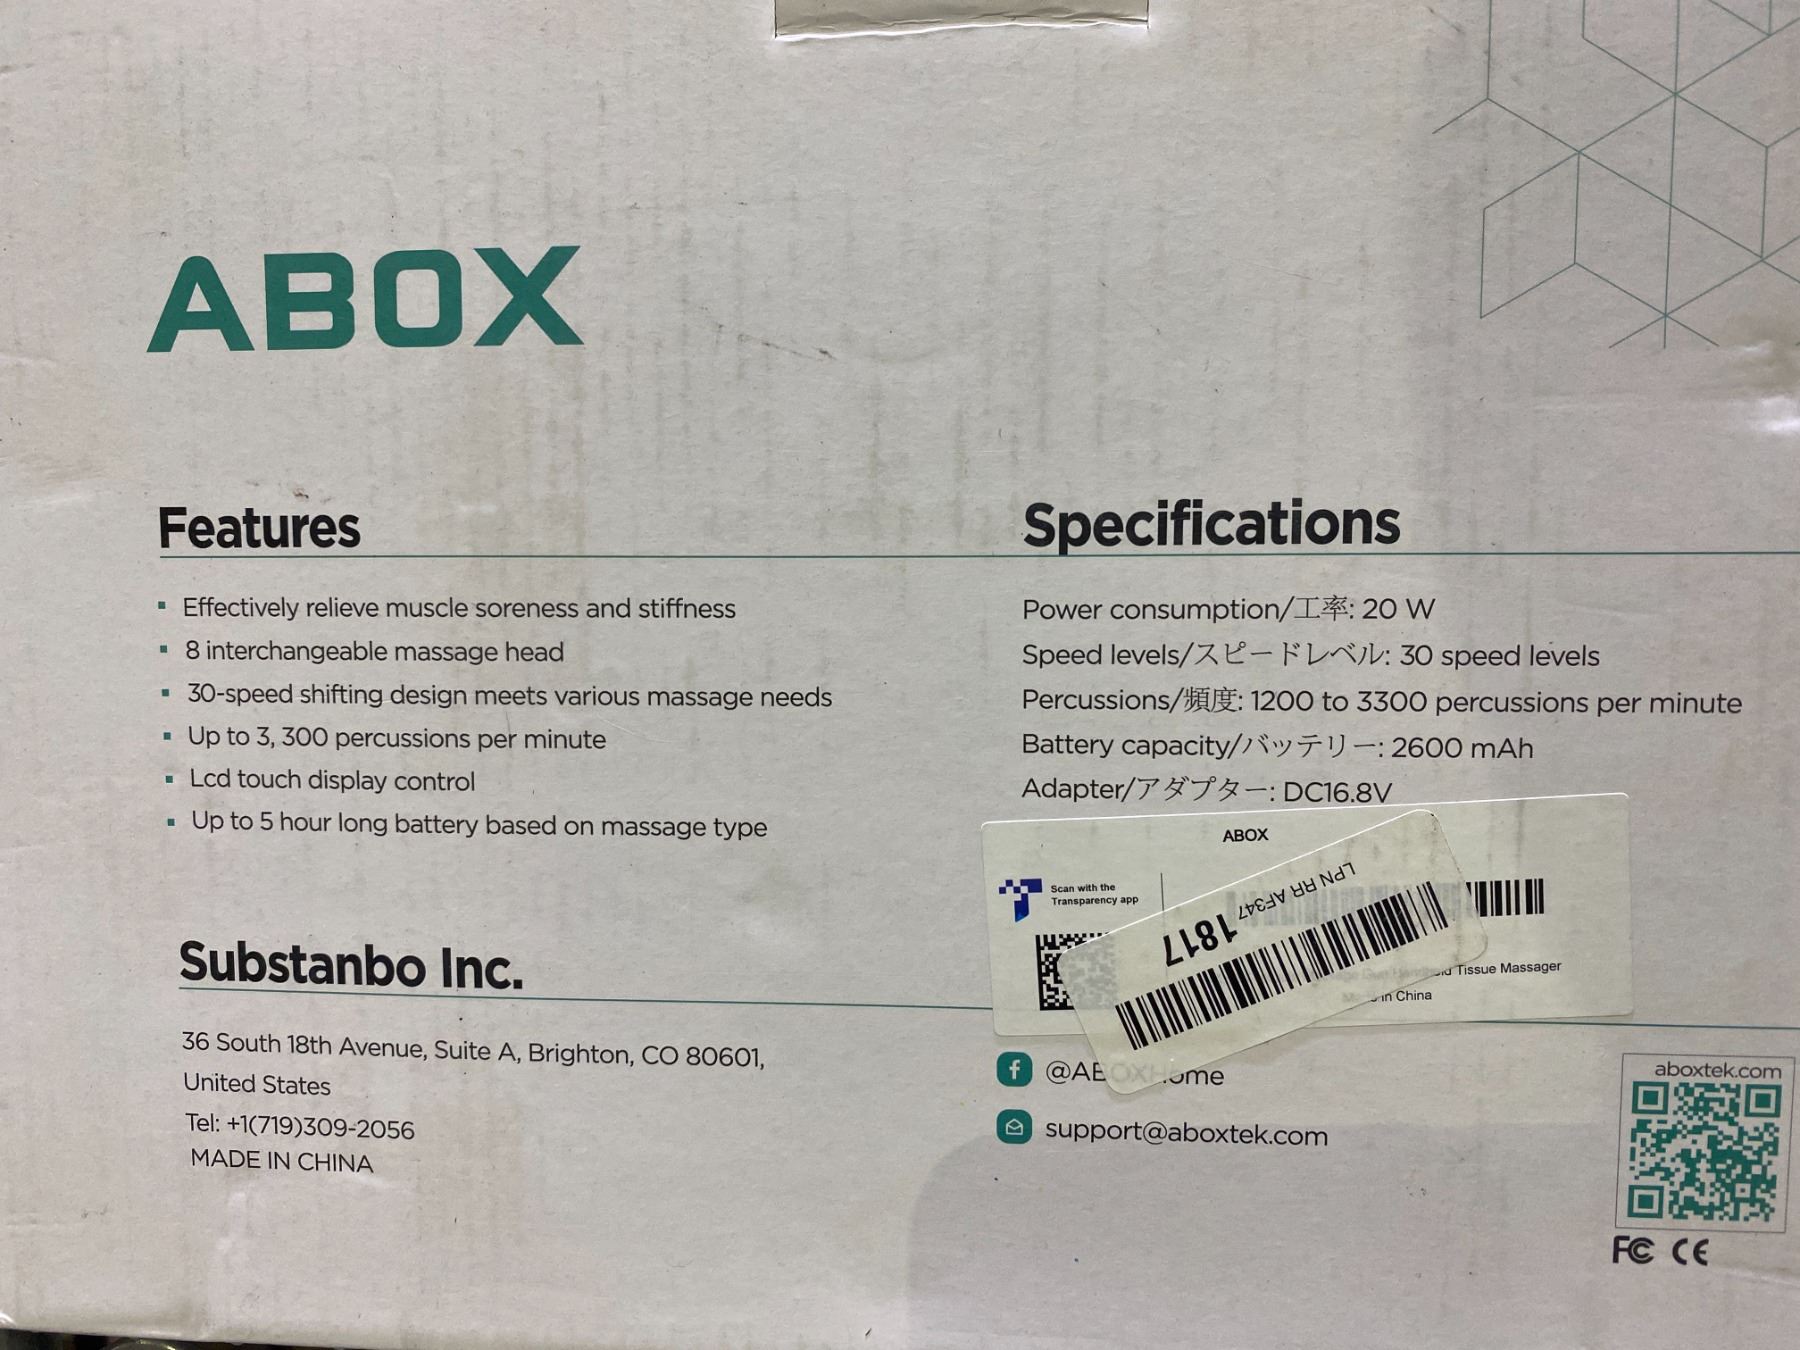 ABOX
Features
Effectively relieve muscle soreness and stiffness
8 interchangeable massage head
30-speed shifting design meets various massage needs
Up to 3, 300 percussions per minute
Lcd touch display control
Up to 5 hour long battery based on massage type
Specifications
Power consumption/工率: 20 W
Speed levels/スピードレベル: 30 speed levels
Percussions/頻度: 1200 to 3300 percussions per minute
Battery capacity/バッテリー: 2600 mAh
Adapter/アダプター: DC16.8V
ABOX
Scan with the
Transparency app
LPN RR AF347
1817
Tissue Massager
in China
Substanbo Inc.
36 South 18th Avenue, Suite A, Brighton, CO 80601,
United States
Tel: +1(719)309-2056
MADE IN CHINA
@ABOXHome
support@aboxtek.com
aboxtek.com
FC CE